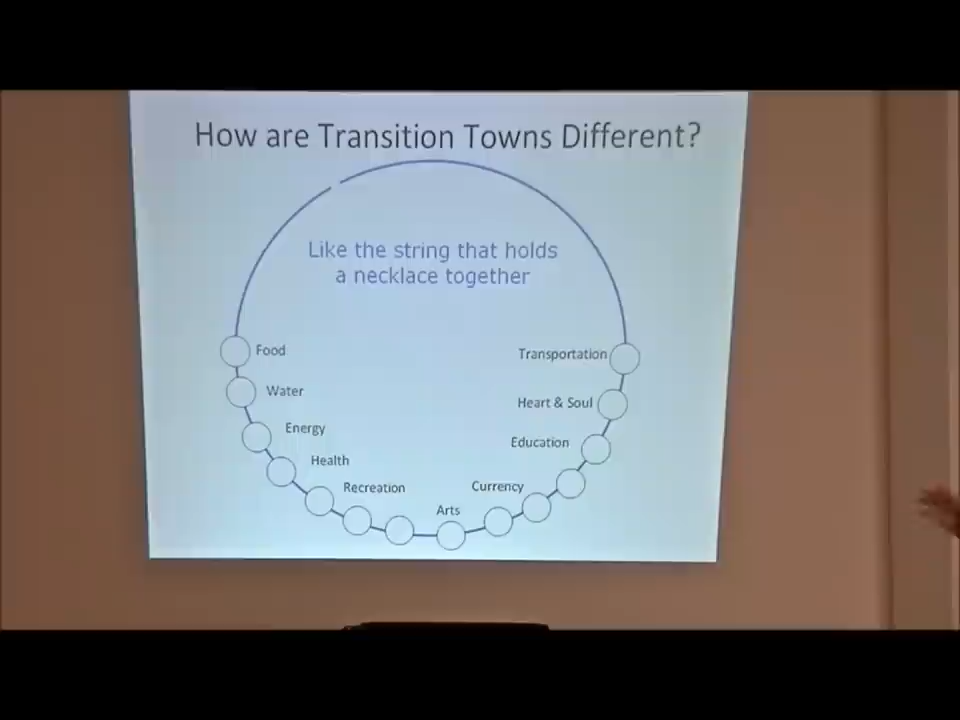 How are Transition Towns Different?
Like the string that holds
a necklace together
Food
Transportation
Water
Heart & Soul
Energy
Education
Health
Recreation
Currency
Arts